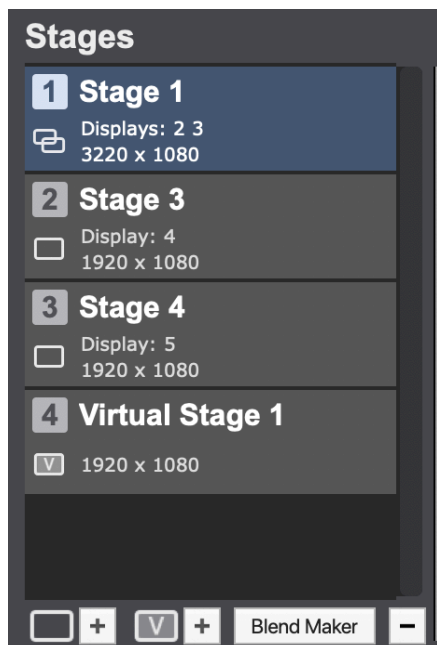 Stages
1 Stage 1
Displays: 2 3
3220 x 1080
2 Stage 3
Display: 4
1920 x 1080
3 Stage 4
Display: 5
1920 x 1080
4 Virtual Stage 1
V 1920 x 1080
+ V + Blend Maker −